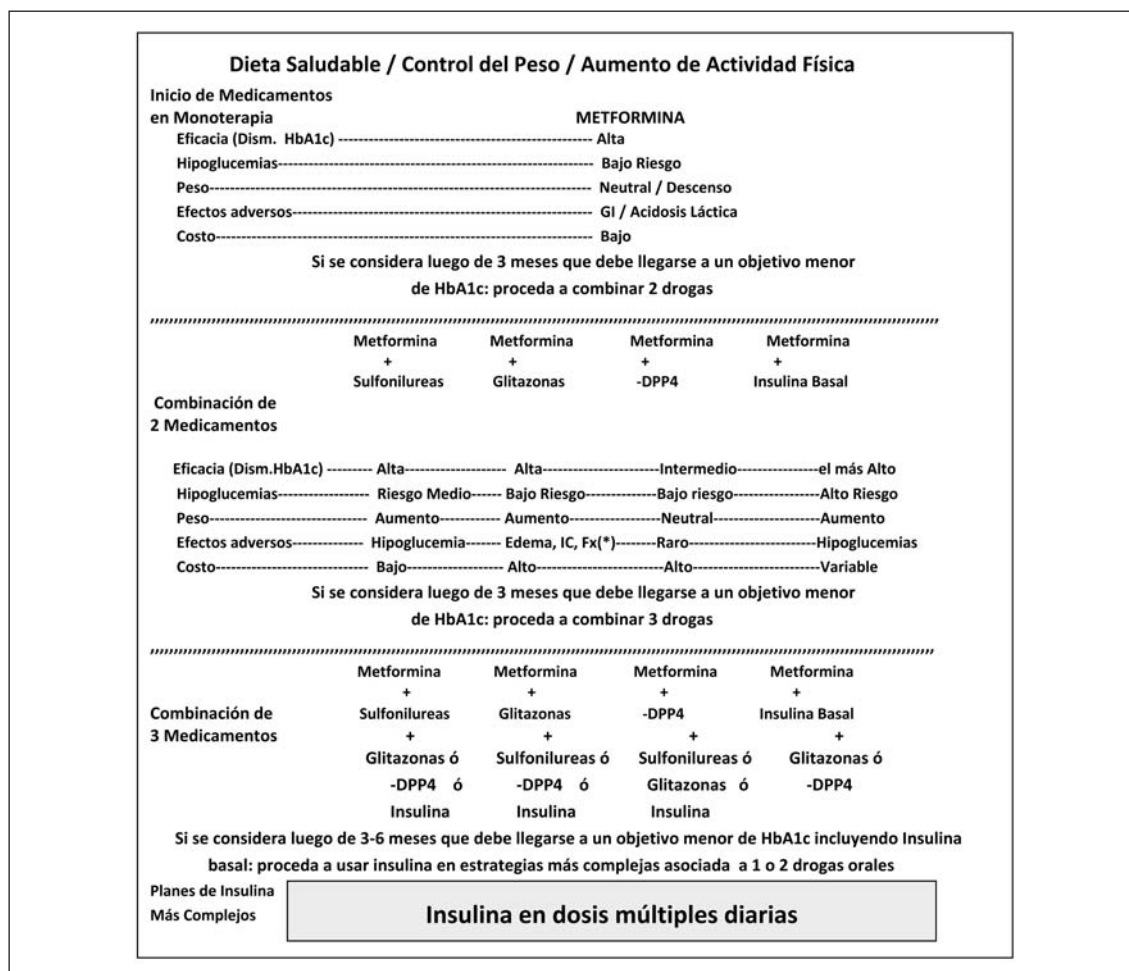 Dieta Saludable / Control del Peso / Aumento de Actividad Física
Inicio de Medicamentos
en Monoterapia METFORMINA
Eficacia (Dism. HbA1c) ------------------------------------------------------ Alta
Hipoglucemias------------------------------------------------------------------- Bajo Riesgo
Peso--------------------------------------------------------------------------------- Neutral / Descenso
Efectos adversos---------------------------------------------------------------- GI / Acidosis Láctica
Costo-------------------------------------------------------------------------------- Bajo
Si se considera luego de 3 meses que debe llegarse a un objetivo menor
de HbA1c: proceda a combinar 2 drogas
,,,,,,,,,,,,,,,,,,,,,,,,,,,,,,,,,,,,,,,,,,,,,,,,,,,,,,,,,,,,,,,,,,,,,,,,,,,,,,,,,,,,,,,,,,,,,,,,,,,,,,,,,,,,,,,,,,,,,,,,
Metformina Metformina Metformina Metformina
+ + + +
Sulfonilureas Glitazonas -DPP4 Insulina Basal
Combinación de
2 Medicamentos
Eficacia (Dism.HbA1c) --------- Alta--------------------- Alta----------------------Intermedio-----------------el más Alto
Hipoglucemias------------------- Riesgo Medio------ Bajo Riesgo---------------Bajo riesgo------------------Alto Riesgo
Peso--------------------------------- Aumento------------ Aumento-----------------Neutral----------------------Aumento
Efectos adversos--------------- Hipoglucemia------- Edema, IC, Fx(*)------Raro---------------------------Hipoglucemias
Costo-------------------------------- Bajo-------------------- Alto----------------------Alto---------------------------Variable
Si se considera luego de 3 meses que debe llegarse a un objetivo menor
de HbA1c: proceda a combinar 3 drogas
,,,,,,,,,,,,,,,,,,,,,,,,,,,,,,,,,,,,,,,,,,,,,,,,,,,,,,,,,,,,,,,,,,,,,,,,,,,,,,,,,,,,,,,,,,,,,,,,,,,,,,,,,,,,,,,,,,,,,,,,
Metformina Metformina Metformina Metformina
+ + + +
Combinación de Sulfonilureas Glitazonas -DPP4 Insulina Basal
3 Medicamentos + + + +
Glitazonas ó Sulfonilureas ó Sulfonilureas ó Glitazonas ó
-DPP4 ó -DPP4 ó Glitazonas ó -DPP4
Insulina Insulina Insulina
Si se considera luego de 3-6 meses que debe llegarse a un objetivo menor de HbA1c incluyendo Insulina
basal: proceda a usar insulina en estrategias más complejas asociada a 1 o 2 drogas orales
Planes de Insulina
Más Complejos Insulina en dosis múltiples diarias